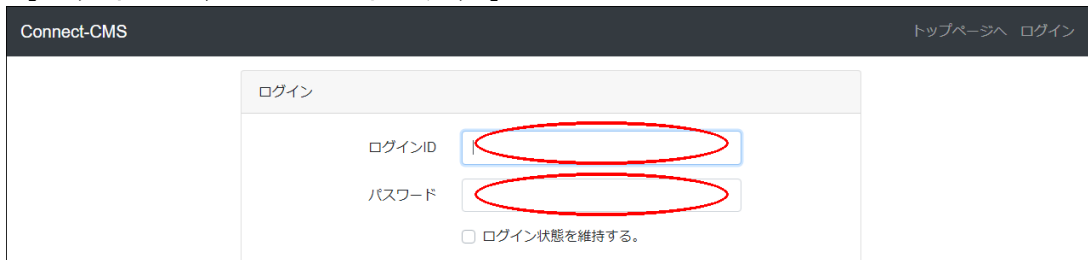 Connect-CMS
トップページへ ログイン
ログイン
ログインID
パスワード
ログイン状態を維持する。